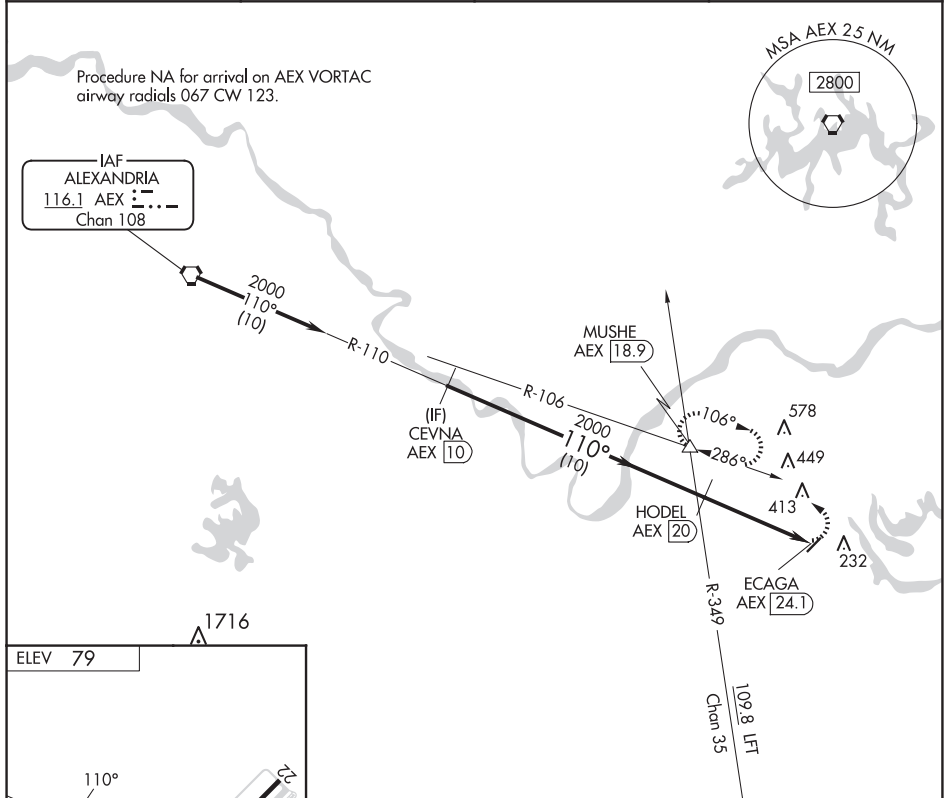 Procedure NA for arrival on AEX VORTAC
airway radials 067 CW 123.
MSA AEX 25 NM
2800
IAF
ALEXANDRIA
116.1 AEX
Chan 108
2000
110°
(10)
R-110
(IF)
CEVNA
AEX 10
R-106
2000
110°
(10)
MUSHE
AEX 18.9
106°
286°
578
449
413
232
HODEL
AEX 20
ECAGA
AEX 24.1
R-349
109.8 LFT
Chan 35
1716
ELEV 79
110°
22